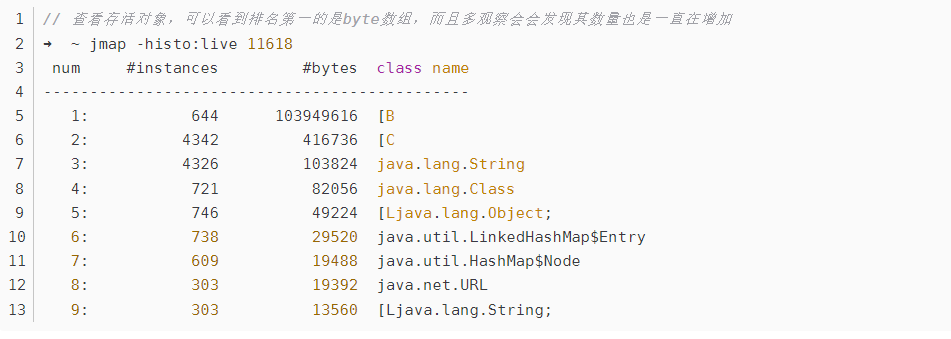 1 // 查看存活对象，可以看到排名第一的是byte数组，而且多观察会会发现其数量也是一直在增加
2 ➜  ~ jmap -histo:live 11618
3  num     #instances         #bytes  class name
4 ----------------------------------------------
5    1:           644      103949616  [B
6    2:          4342         416736  [C
7    3:          4326         103824  java.lang.String
8    4:           721          82056  java.lang.Class
9    5:           746          49224  [Ljava.lang.Object;
10    6:           738          29520  java.util.LinkedHashMap$Entry
11    7:           609          19488  java.util.HashMap$Node
12    8:           303          19392  java.net.URL
13    9:           303          13560  [Ljava.lang.String;